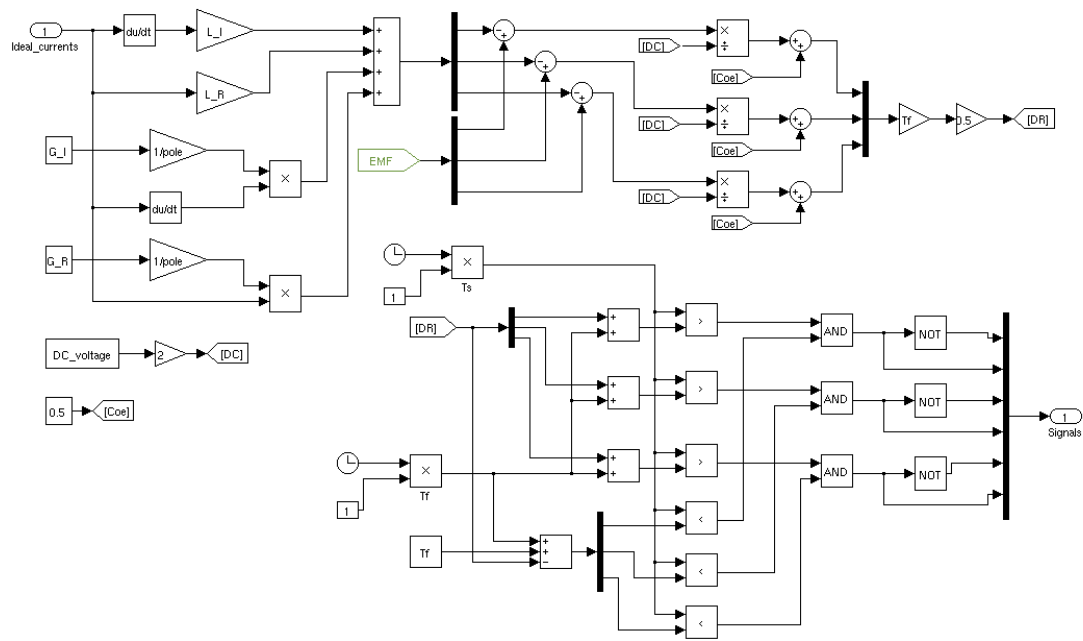 1
Ideal_currents
du/dt
L_I
L_R
G_I
1/pole
×
du/dt
G_R
1/pole
×
DC_voltage
2
[DC]
0.5
[Coe]
+
+
+
+
EMF
−
+
−
+
−
+
[DC]
×
÷
[Coe]
+
+
[DC]
×
÷
[Coe]
+
+
[DC]
×
÷
[Coe]
+
+
Tf
0.5
[DR]
1
×
Ts
[DR]
1
×
Tf
Tf
+
+
+
+
+
+
+
+
−
>
>
>
<
<
<
AND
AND
AND
NOT
NOT
NOT
1
Signals